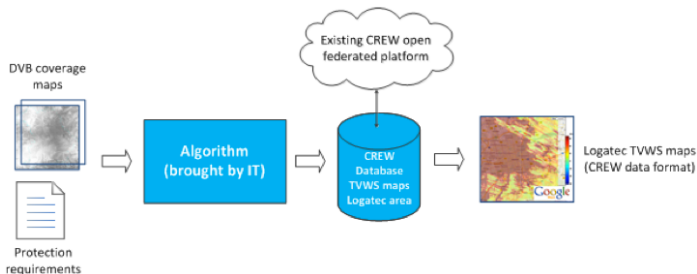 DVB coverage
maps
Protection
requirements
Algorithm
(brought by IT)
Existing CREW open
federated platform
CREW
Database
TVWS maps
Logatec area
Google
Logatec TVWS maps
(CREW data format)